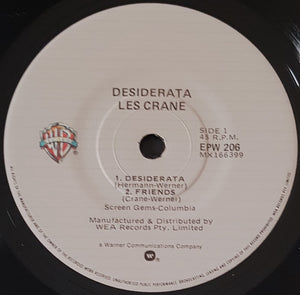 DESIDERATA
LES CRANE
SIDE 1
45 R.P.M.
EPW 206
MX166399
1. DESIDERATA
(Hermann-Werner)
2. FRIENDS
(Crane-Werner)
Screen Gems-Columbia
Manufactured & Distributed by
WEA Records Pty. Limited
a Warner Communications Company